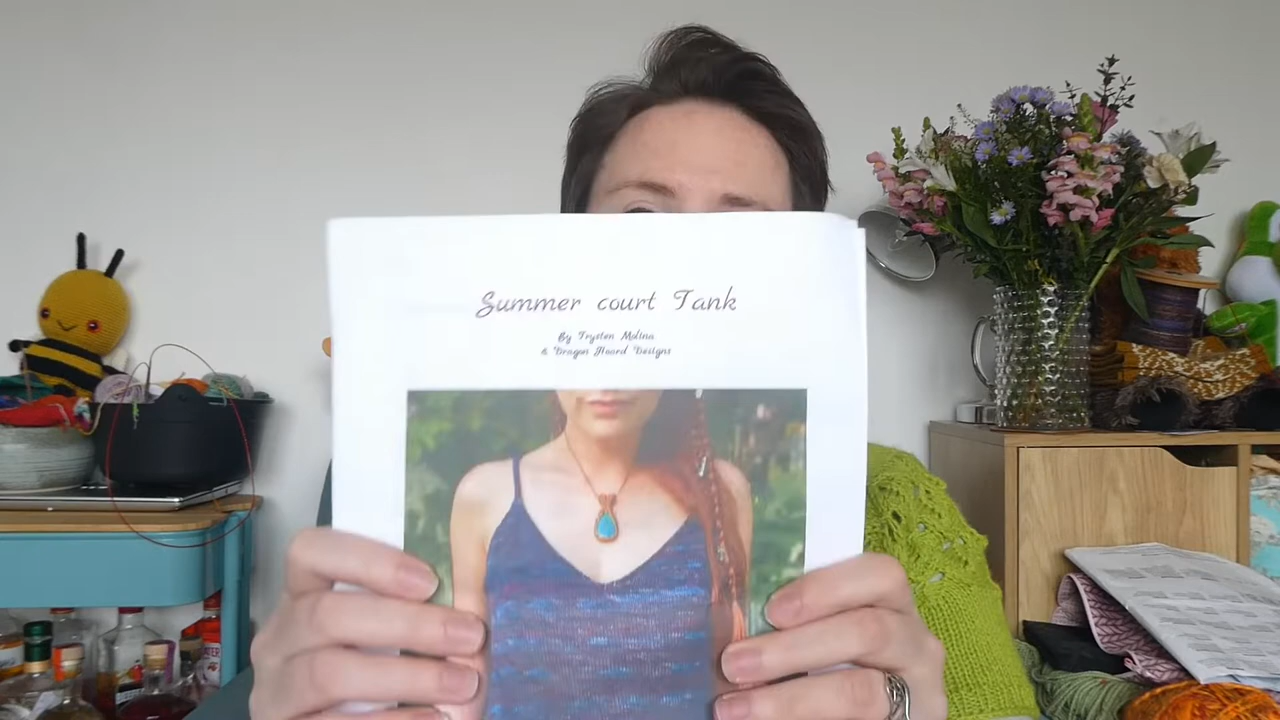 Summer court Tank
By Trysten Molina
& Dragon Hoard Designs